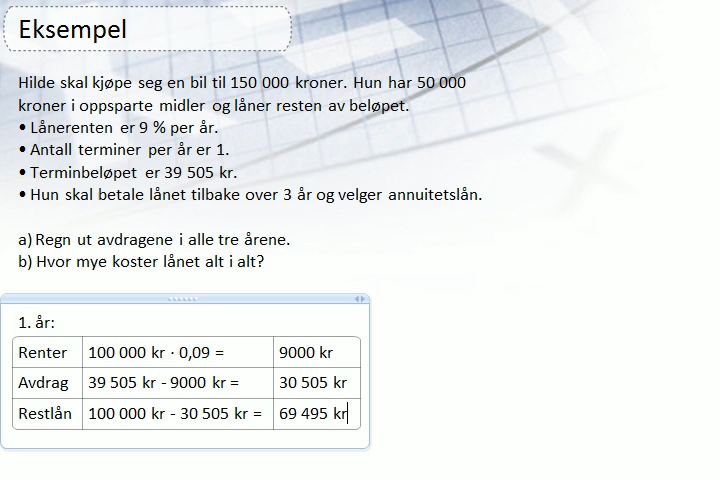 Eksempel
Hilde skal kjøpe seg en bil til 150 000 kroner. Hun har 50 000
kroner i oppsparte midler og låner resten av beløpet.
• Lånerenten er 9 % per år.
• Antall terminer per år er 1.
• Terminbeløpet er 39 505 kr.
• Hun skal betale lånet tilbake over 3 år og velger annuitetslån.
a) Regn ut avdragene i alle tre årene.
b) Hvor mye koster lånet alt i alt?
1. år:
Renter 100 000 kr · 0,09 = 9000 kr
Avdrag 39 505 kr - 9000 kr = 30 505 kr
Restlån 100 000 kr - 30 505 kr = 69 495 kr